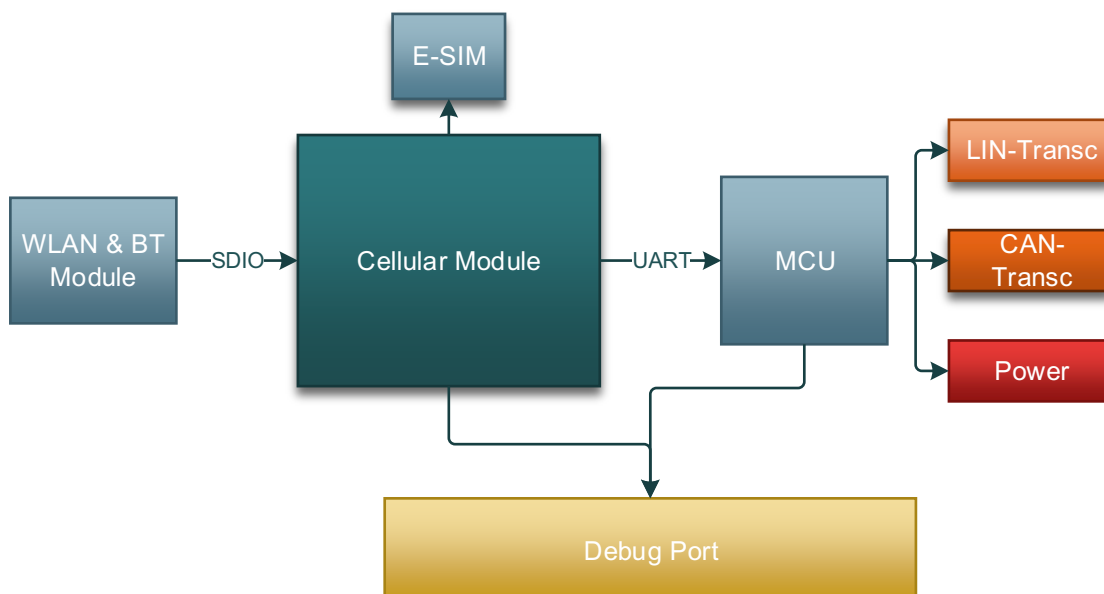 E-SIM
WLAN & BT
Module
SDIO
Cellular Module
UART
MCU
LIN-Transc
CAN-
Transc
Power
Debug Port